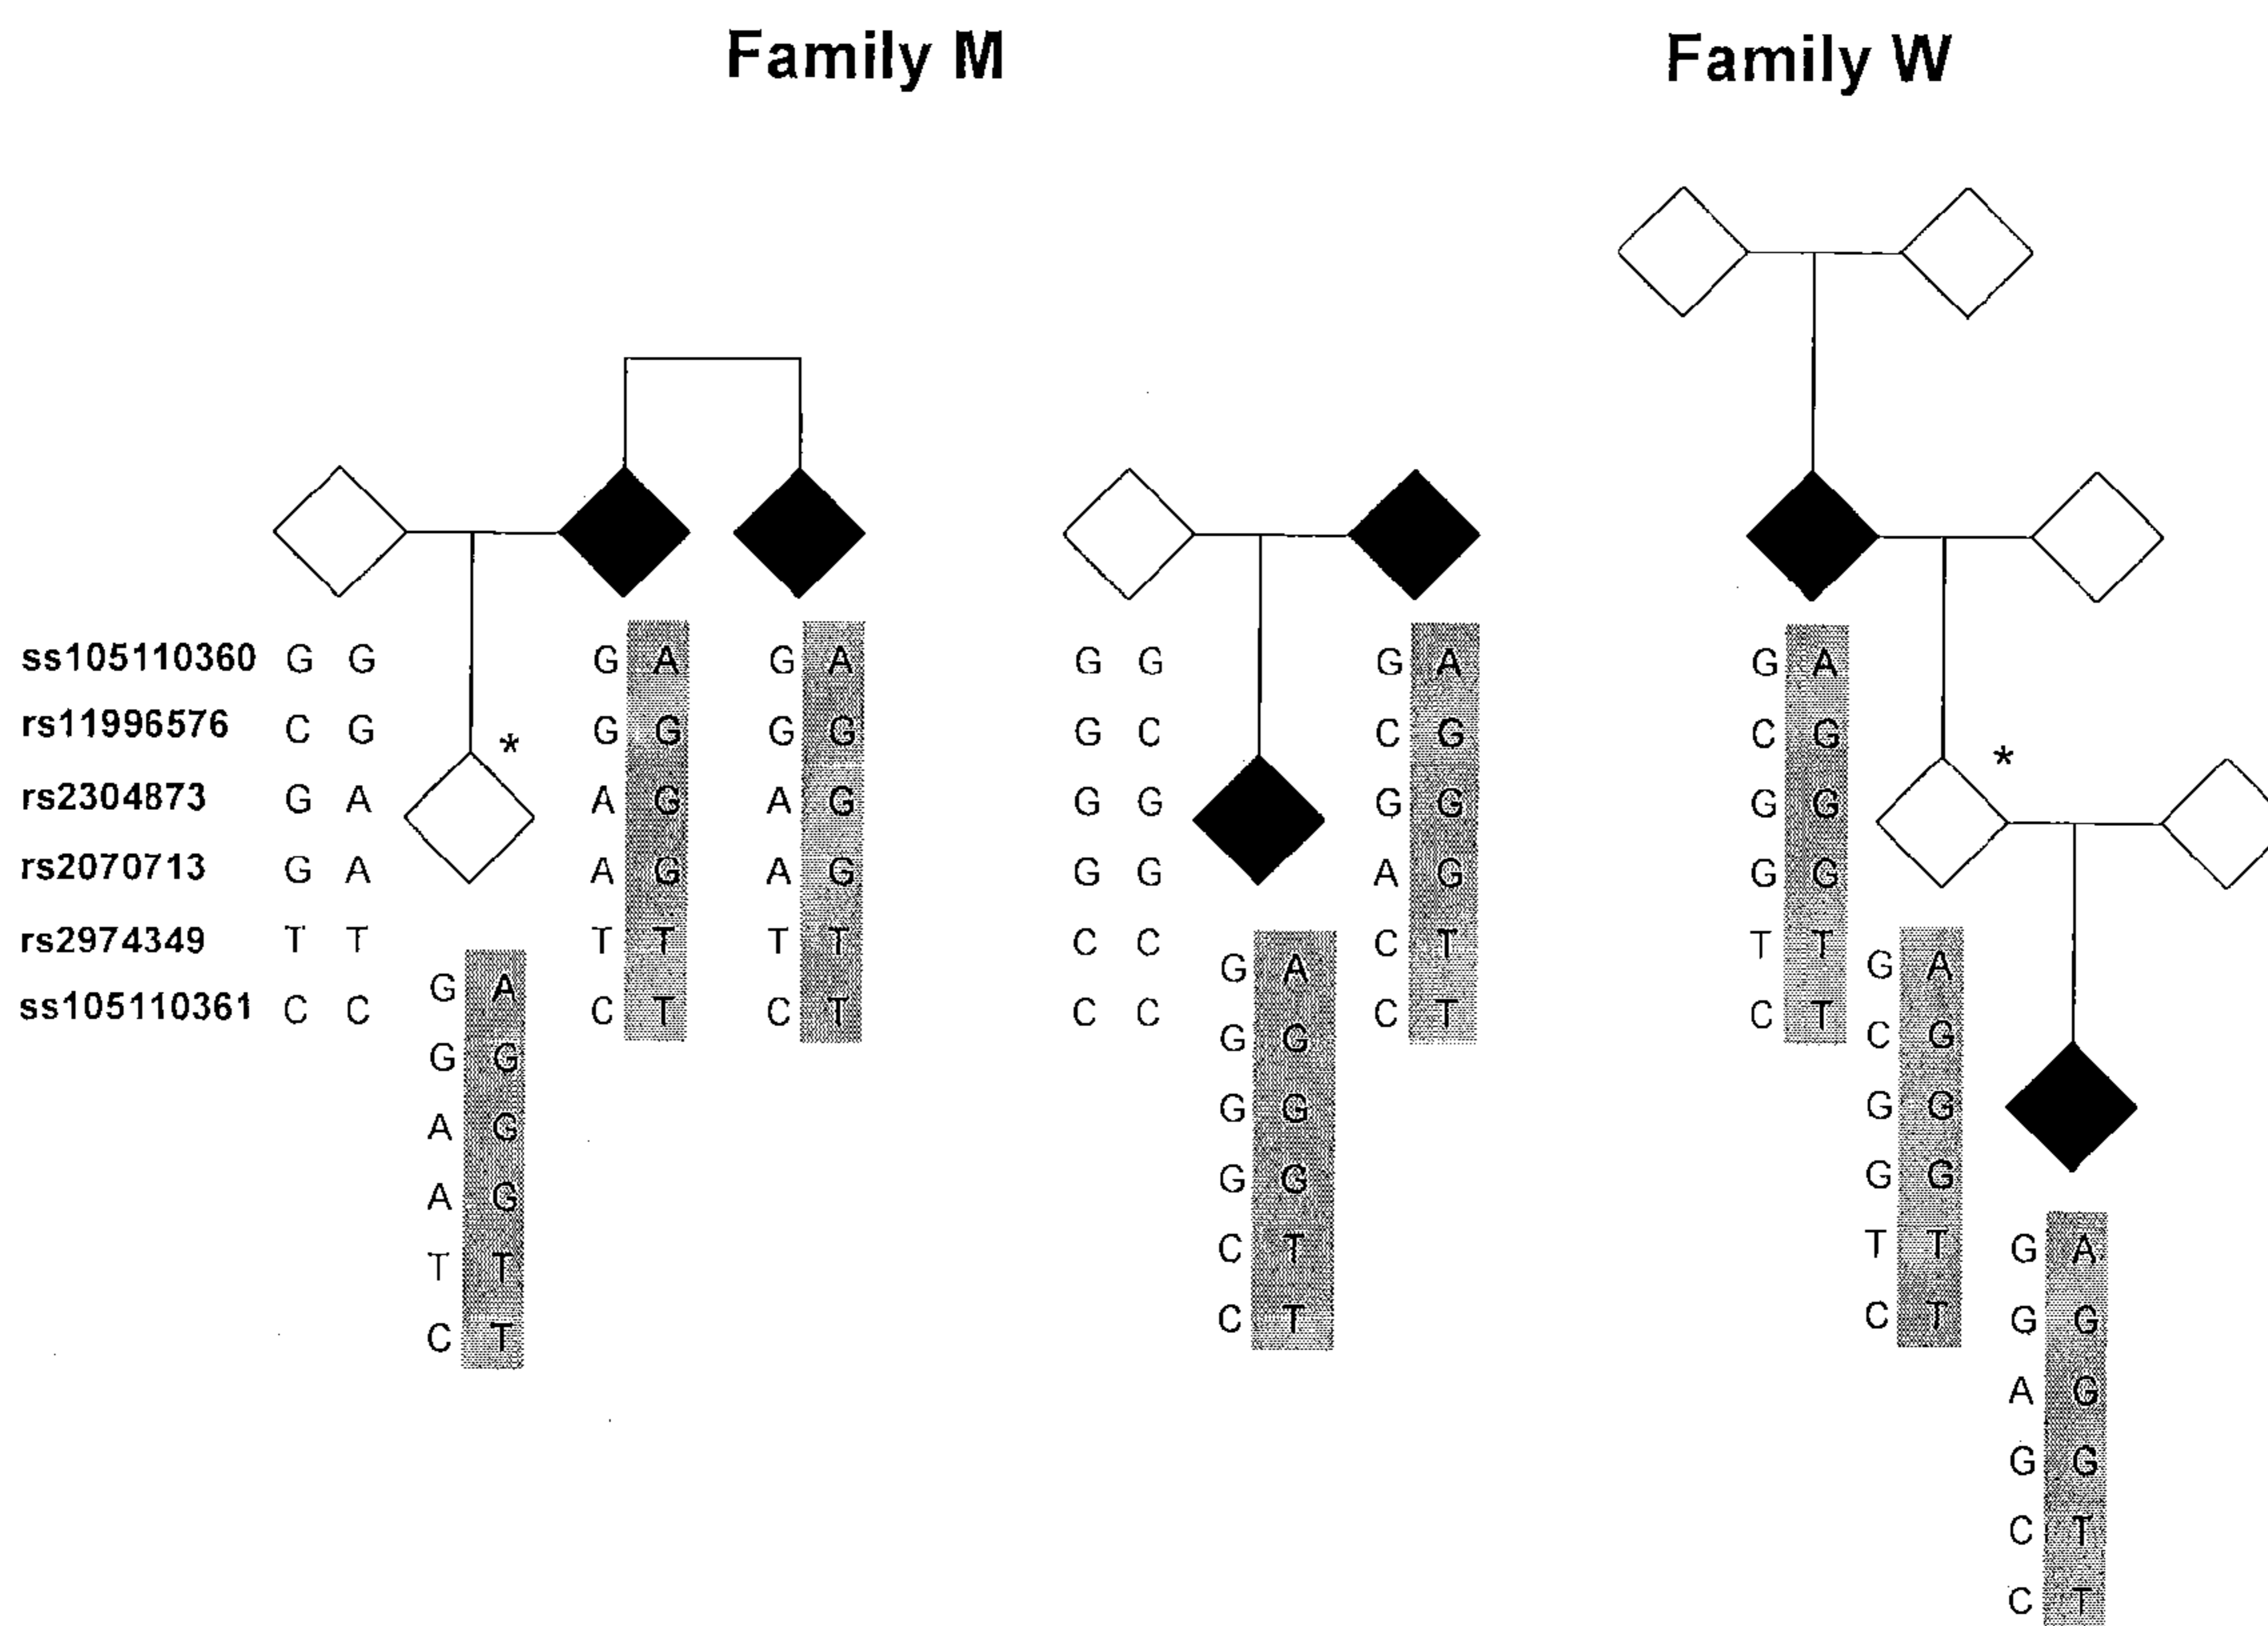 Family M Family W
*
*
ss105110360 G G G A G A G G G A G A
rs11996576 C G G G G G G C C G C G
rs2304873 G A A G A G G G G G G G
rs2070713 G A A G A G G G A G G G
rs2974349 T T T T T T C C C T T T
ss105110361 C C C T C T C C C T C T
G A
G G
A G
A G
T T
C T
G A
G G
G G
G G
C T
C T
G A
C G
G G
G G
T T
C T
G A
G G
A G
G G
C T
C T